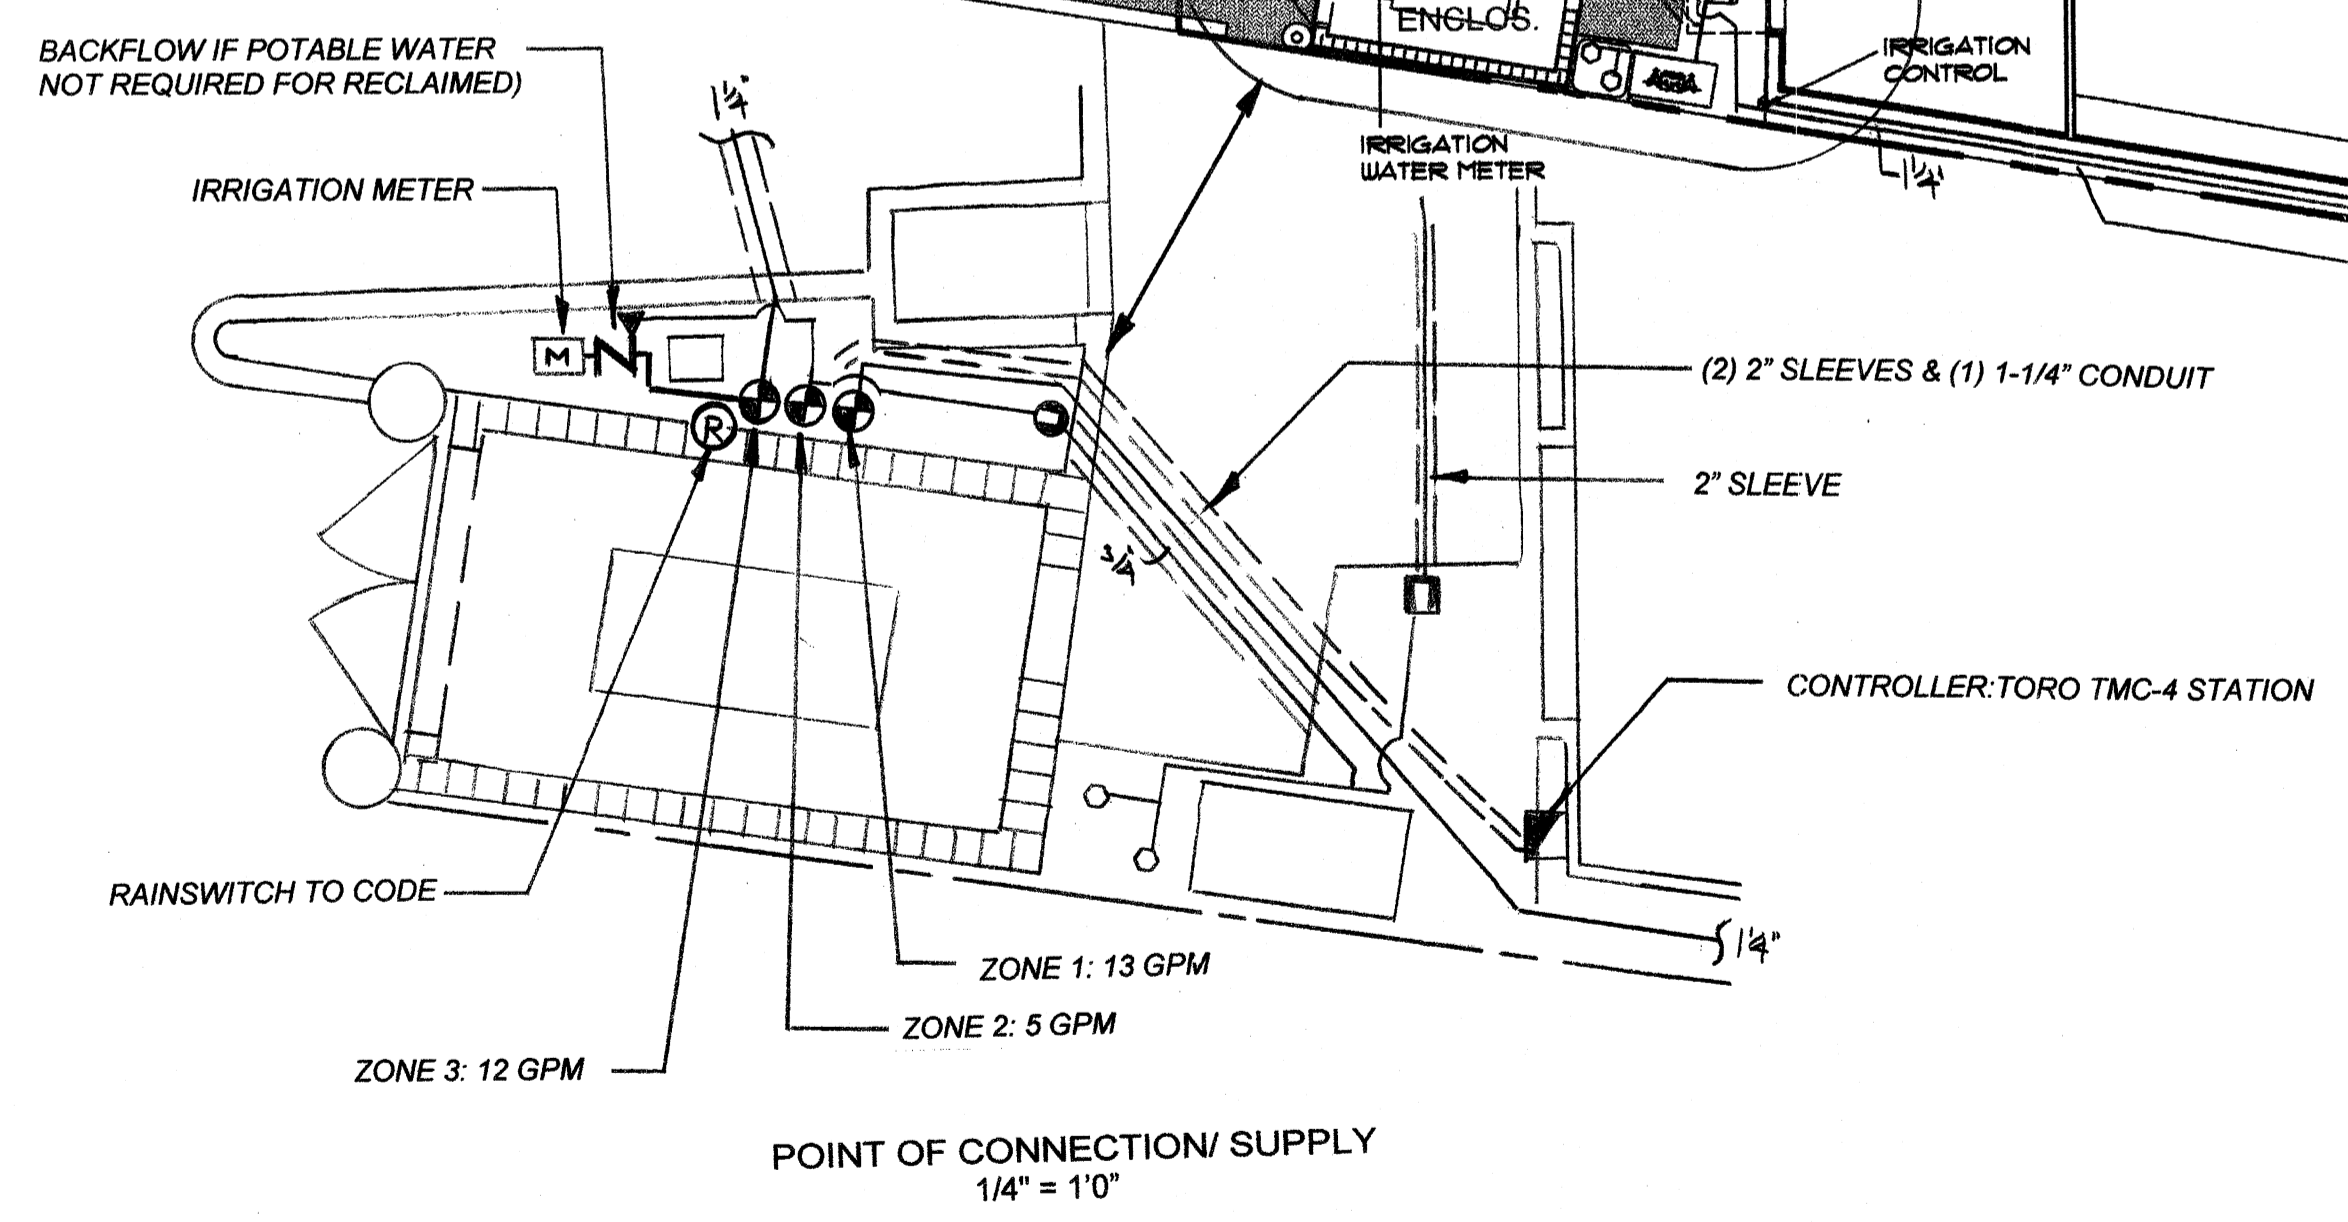 ENCLOS.
IRRIGATION
CONTROL
BACKFLOW IF POTABLE WATER
NOT REQUIRED FOR RECLAIMED)
1¼"
IRRIGATION
WATER METER
1¼"
IRRIGATION METER
M
(2) 2" SLEEVES & (1) 1-1/4" CONDUIT
R
2" SLEEVE
¾"
CONTROLLER:TORO TMC-4 STATION
RAINSWITCH TO CODE
1¼"
ZONE 1: 13 GPM
ZONE 2: 5 GPM
ZONE 3: 12 GPM
POINT OF CONNECTION/ SUPPLY
1/4" = 1'0"